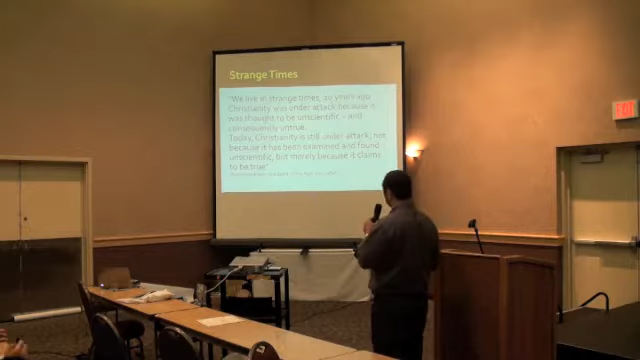 Strange Times
"We live in strange times, 20 years ago
Christianity was under attack because it
was thought to be unscientific – and
consequently untrue.
Today, Christianity is still under attack, not
because it has been examined and found
unscientific, but merely because it claims
to be true"
EXIT